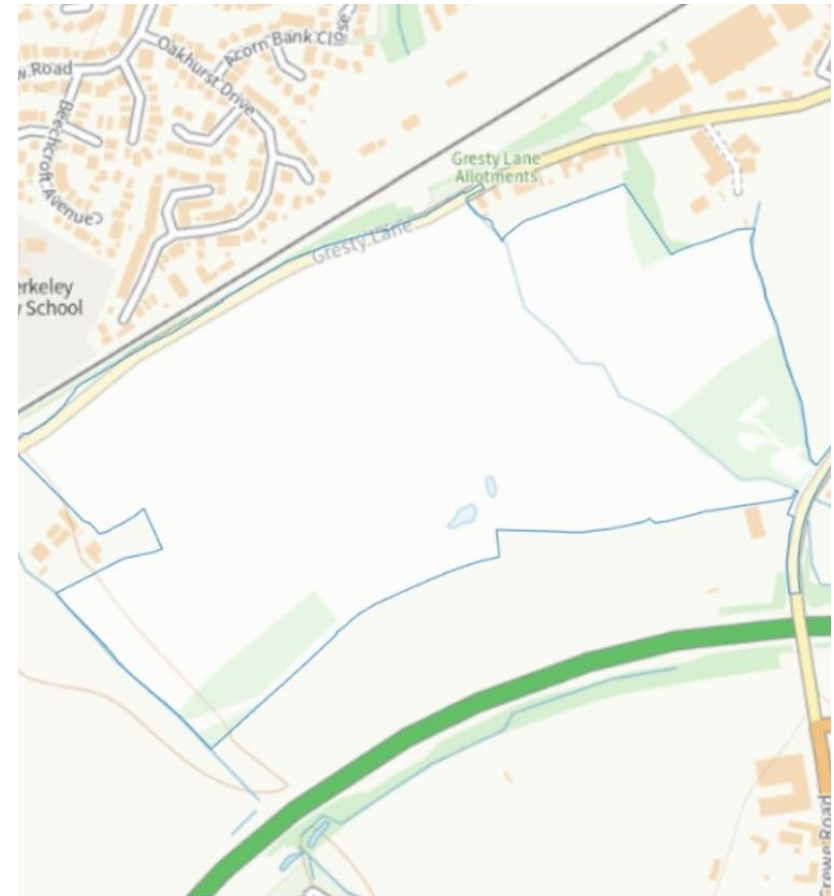 Acorn Bank Close
Oakhurst Drive
w Road
Beechcroft Avenue
Gresty Lane
Allotments
Gresty Lane
erkeley
y School
Crewe Road